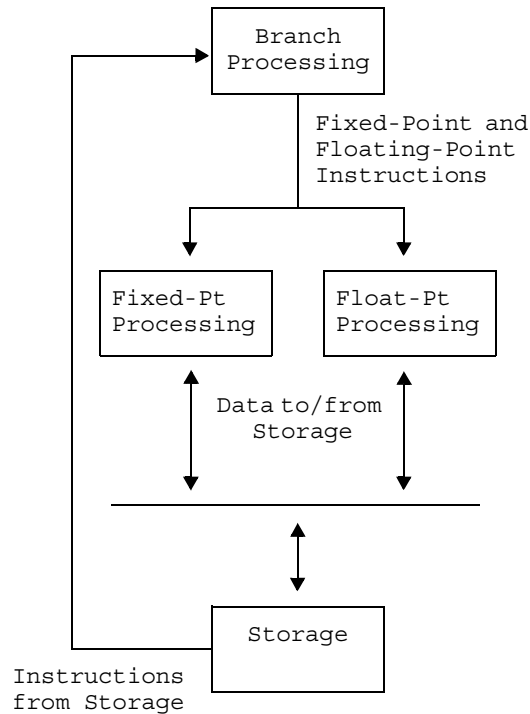 Branch
Processing
Fixed-Point and
Floating-Point
Instructions
Fixed-Pt
Processing
Float-Pt
Processing
Data to/from
Storage
Storage
Instructions
from Storage